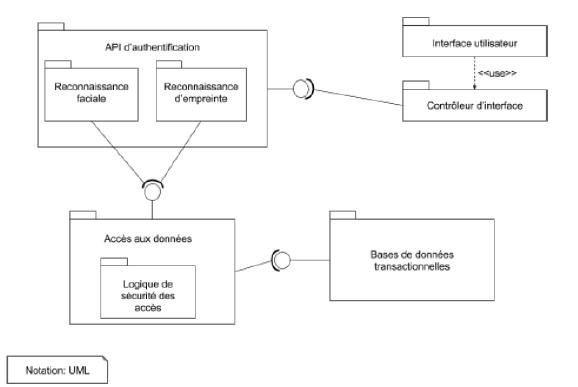 API d'authentification
Reconnaissance
faciale
Reconnaissance
d'empreinte
Interface utilisateur
<<use>>
Contrôleur d'interface
Accès aux données
Logique de
sécurité des
accès
Bases de données
transactionnelles
Notation: UML